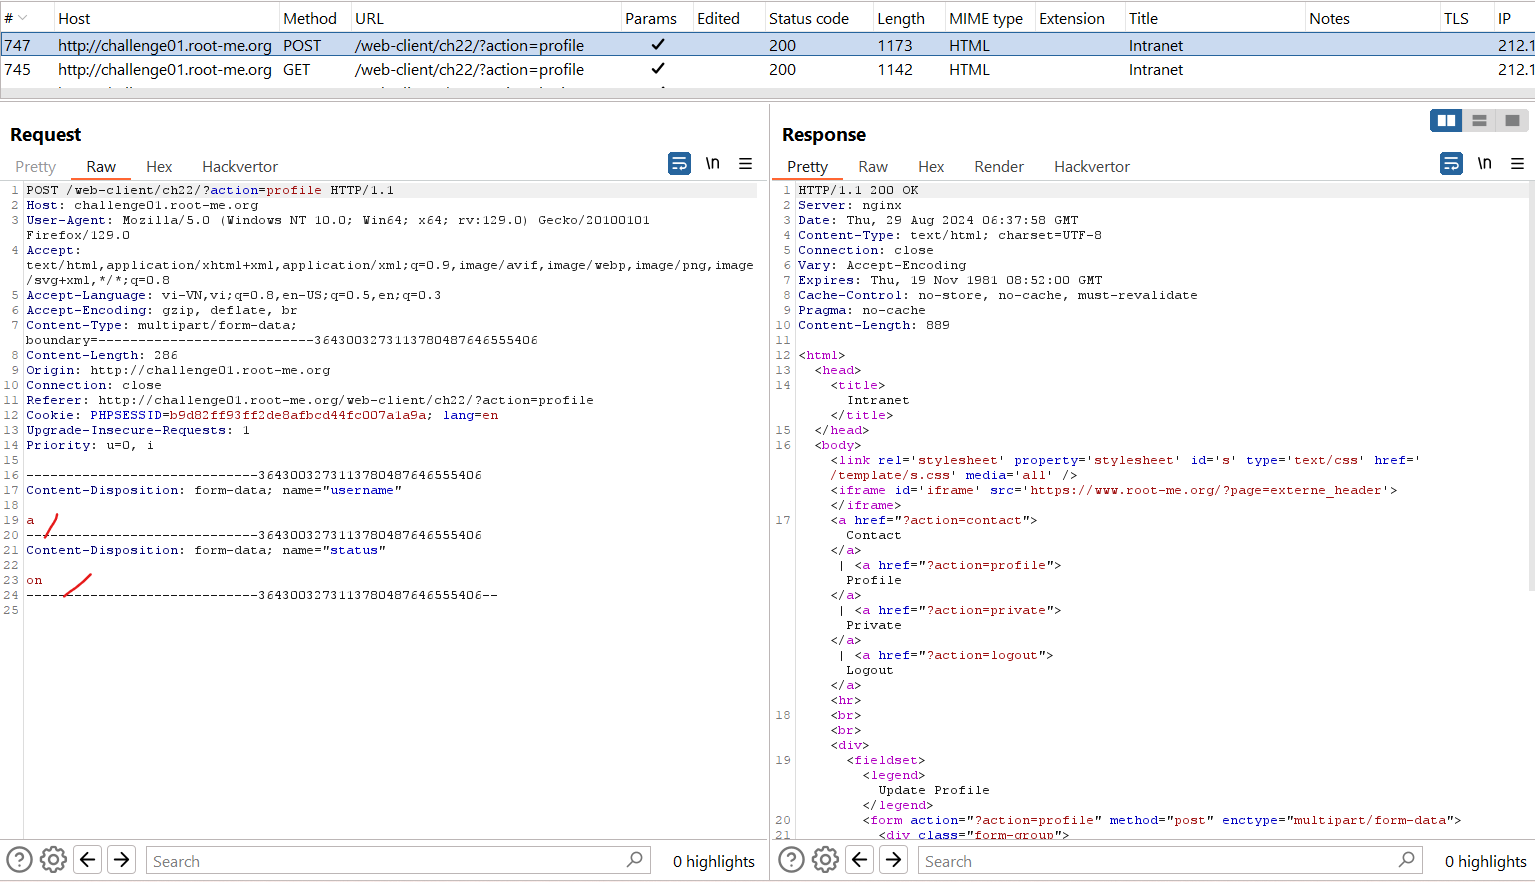 # Host Method URL Params Edited Status code Length MIME type Extension Title Notes TLS IP
747 http://challenge01.root-me.org POST /web-client/ch22/?action=profile ✓ 200 1173 HTML Intranet 212.1
745 http://challenge01.root-me.org GET /web-client/ch22/?action=profile ✓ 200 1142 HTML Intranet 212.1
Request
Pretty Raw Hex Hackvertor \n
1 POST /web-client/ch22/?action=profile HTTP/1.1
2 Host: challenge01.root-me.org
3 User-Agent: Mozilla/5.0 (Windows NT 10.0; Win64; x64; rv:129.0) Gecko/20100101
Firefox/129.0
4 Accept:
text/html,application/xhtml+xml,application/xml;q=0.9,image/avif,image/webp,image/png,image
/svg+xml,*/*;q=0.8
5 Accept-Language: vi-VN,vi;q=0.8,en-US;q=0.5,en;q=0.3
6 Accept-Encoding: gzip, deflate, br
7 Content-Type: multipart/form-data;
boundary=---------------------------36430032731137804876465​55406
8 Content-Length: 286
9 Origin: http://challenge01.root-me.org
10 Connection: close
11 Referer: http://challenge01.root-me.org/web-client/ch22/?action=profile
12 Cookie: PHPSESSID=b9d82ff93ff2de8afbcd44fc007a1a9a; lang=en
13 Upgrade-Insecure-Requests: 1
14 Priority: u=0, i
15
16 -----------------------------3643003273113780487646555406
17 Content-Disposition: form-data; name="username"
18
19 a
20 -----------------------------3643003273113780487646555406
21 Content-Disposition: form-data; name="status"
22
23 on
24 -----------------------------3643003273113780487646555406--
25
Search 0 highlights
Response
Pretty Raw Hex Render Hackvertor \n
1 HTTP/1.1 200 OK
2 Server: nginx
3 Date: Thu, 29 Aug 2024 06:37:58 GMT
4 Content-Type: text/html; charset=UTF-8
5 Connection: close
6 Vary: Accept-Encoding
7 Expires: Thu, 19 Nov 1981 08:52:00 GMT
8 Cache-Control: no-store, no-cache, must-revalidate
9 Pragma: no-cache
10 Content-Length: 889
11
12 <html>
13 <head>
14 <title>
Intranet
</title>
15 </head>
16 <body>
<link rel='stylesheet' property='stylesheet' id='s' type='text/css' href='
/template/s.css' media='all' />
<iframe id='iframe' src='https://www.root-me.org/?page=externe_header'>
</iframe>
17 <a href="?action=contact">
Contact
</a>
| <a href="?action=profile">
Profile
</a>
| <a href="?action=private">
Private
</a>
| <a href="?action=logout">
Logout
</a>
<hr>
18 <br>
<br>
<div>
19 <fieldset>
<legend>
Update Profile
</legend>
20 <form action="?action=profile" method="post" enctype="multipart/form-data">
21 <div class="form-group">
Search 0 highlights